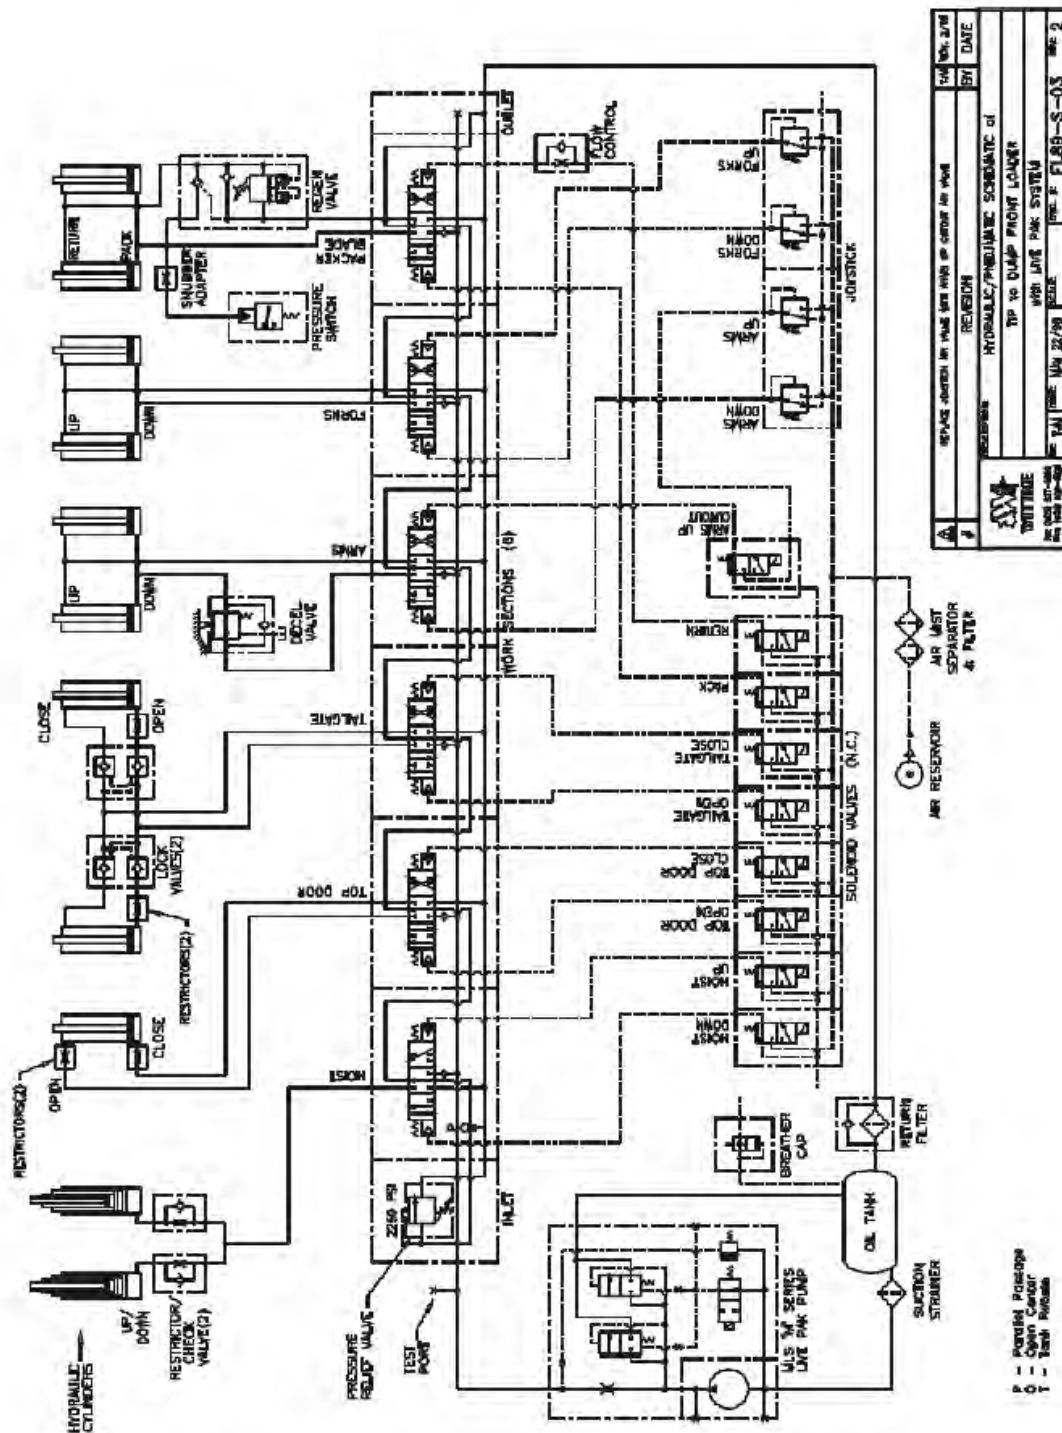 HYDRAULIC
CYLINDERS
UP/
DOWN
RESTRICTOR/
CHECK
VALVE(2)
RESTRICTORS(2)
OPEN
CLOSE
RESTRICTORS(2)
LOCK
VALVES(2)
CLOSE
OPEN
UP
DOWN
DECEL
VALVE
UP
DOWN
RETURN
PACK
SNUBBER
ADAPTER
PRESSURE
SWITCH
REGEN
VALVE
HOIST
TOP DOOR
TAILGATE
ARMS
FORKS
PACKER
BLADE
PRESSURE
RELIEF VALVE
2250 PSI
INLET
WORK SECTIONS (6)
OUTLET
TEST
PORT
FLOW
CONTROL
HOIST
DOWN
HOIST
UP
TOP DOOR
OPEN
TOP DOOR
CLOSE
TAILGATE
OPEN
TAILGATE
CLOSE
PACK
RETURN
ARMS UP
CUTOUT
SOLENOID VALVES (N.C.)
ARMS
DOWN
ARMS
UP
FORKS
DOWN
FORKS
UP
JOYSTICK
"M" SERIES
LIVE PAK PUMP
BREATHER
CAP
OIL TANK
RETURN
FILTER
SUCTION
STRAINER
AIR RESERVOIR
AIR MIST
SEPARATOR
& FILTER
P - Parallel Passage
O - Open Center
T - Tank
REVISION
BY
DATE
HYDRAULIC/PNEUMATIC SCHEMATIC of
TIP to DUMP FRONT LOADER
LIVE PAK SYSTEM
WITTKE